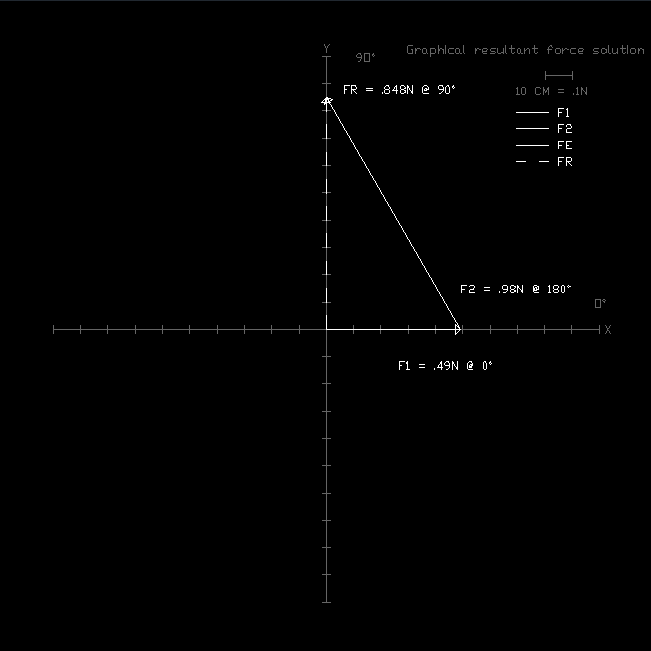 Graphical resultant force solution
Y
90°
10 CM = .1N
FR = .848N @ 90°
F1
F2
FE
FR
F2 = .98N @ 180°
0°
X
F1 = .49N @ 0°